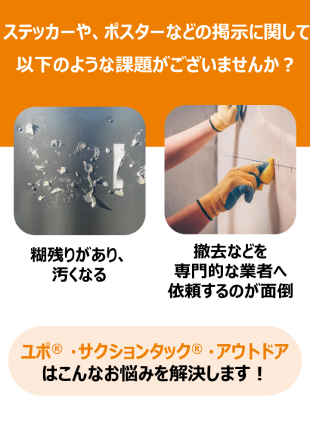 ステッカーや、ポスターなどの掲示に関して
以下のような課題がございませんか？
糊残りがあり、
汚くなる
撤去などを
専門的な業者へ
依頼するのが面倒
ユポ®・サクションタック®・アウトドア
はこんなお悩みを解決します！